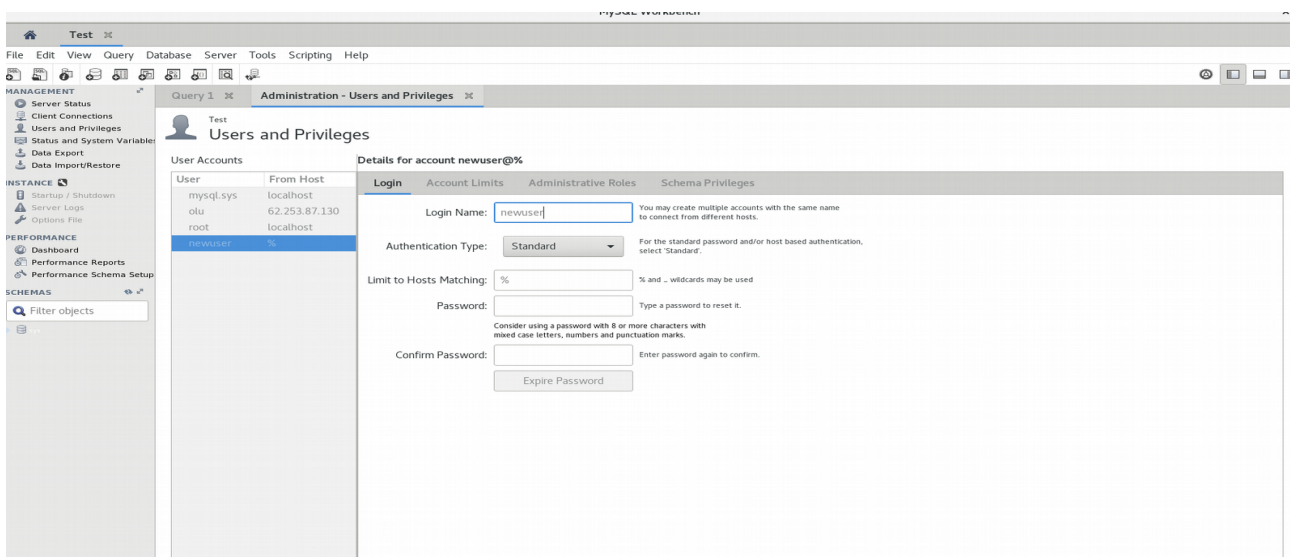 MySQL Workbench
Test
File Edit View Query Database Server Tools Scripting Help
MANAGEMENT
Server Status
Client Connections
Users and Privileges
Status and System Variables
Data Export
Data Import/Restore
INSTANCE
Startup / Shutdown
Server Logs
Options File
PERFORMANCE
Dashboard
Performance Reports
Performance Schema Setup
SCHEMAS
Filter objects
sys
Query 1
Administration - Users and Privileges
Test
Users and Privileges
User Accounts
User From Host
mysql.sys localhost
olu 62.253.87.130
root localhost
newuser %
Details for account newuser@%
Login Account Limits Administrative Roles Schema Privileges
Login Name: newuser You may create multiple accounts with the same name
to connect from different hosts.
Authentication Type: Standard For the standard password and/or host based authentication,
select 'Standard'.
Limit to Hosts Matching: % % and _ wildcards may be used
Password: Type a password to reset it.
Consider using a password with 8 or more characters with
mixed case letters, numbers and punctuation marks.
Confirm Password: Enter password again to confirm.
Expire Password